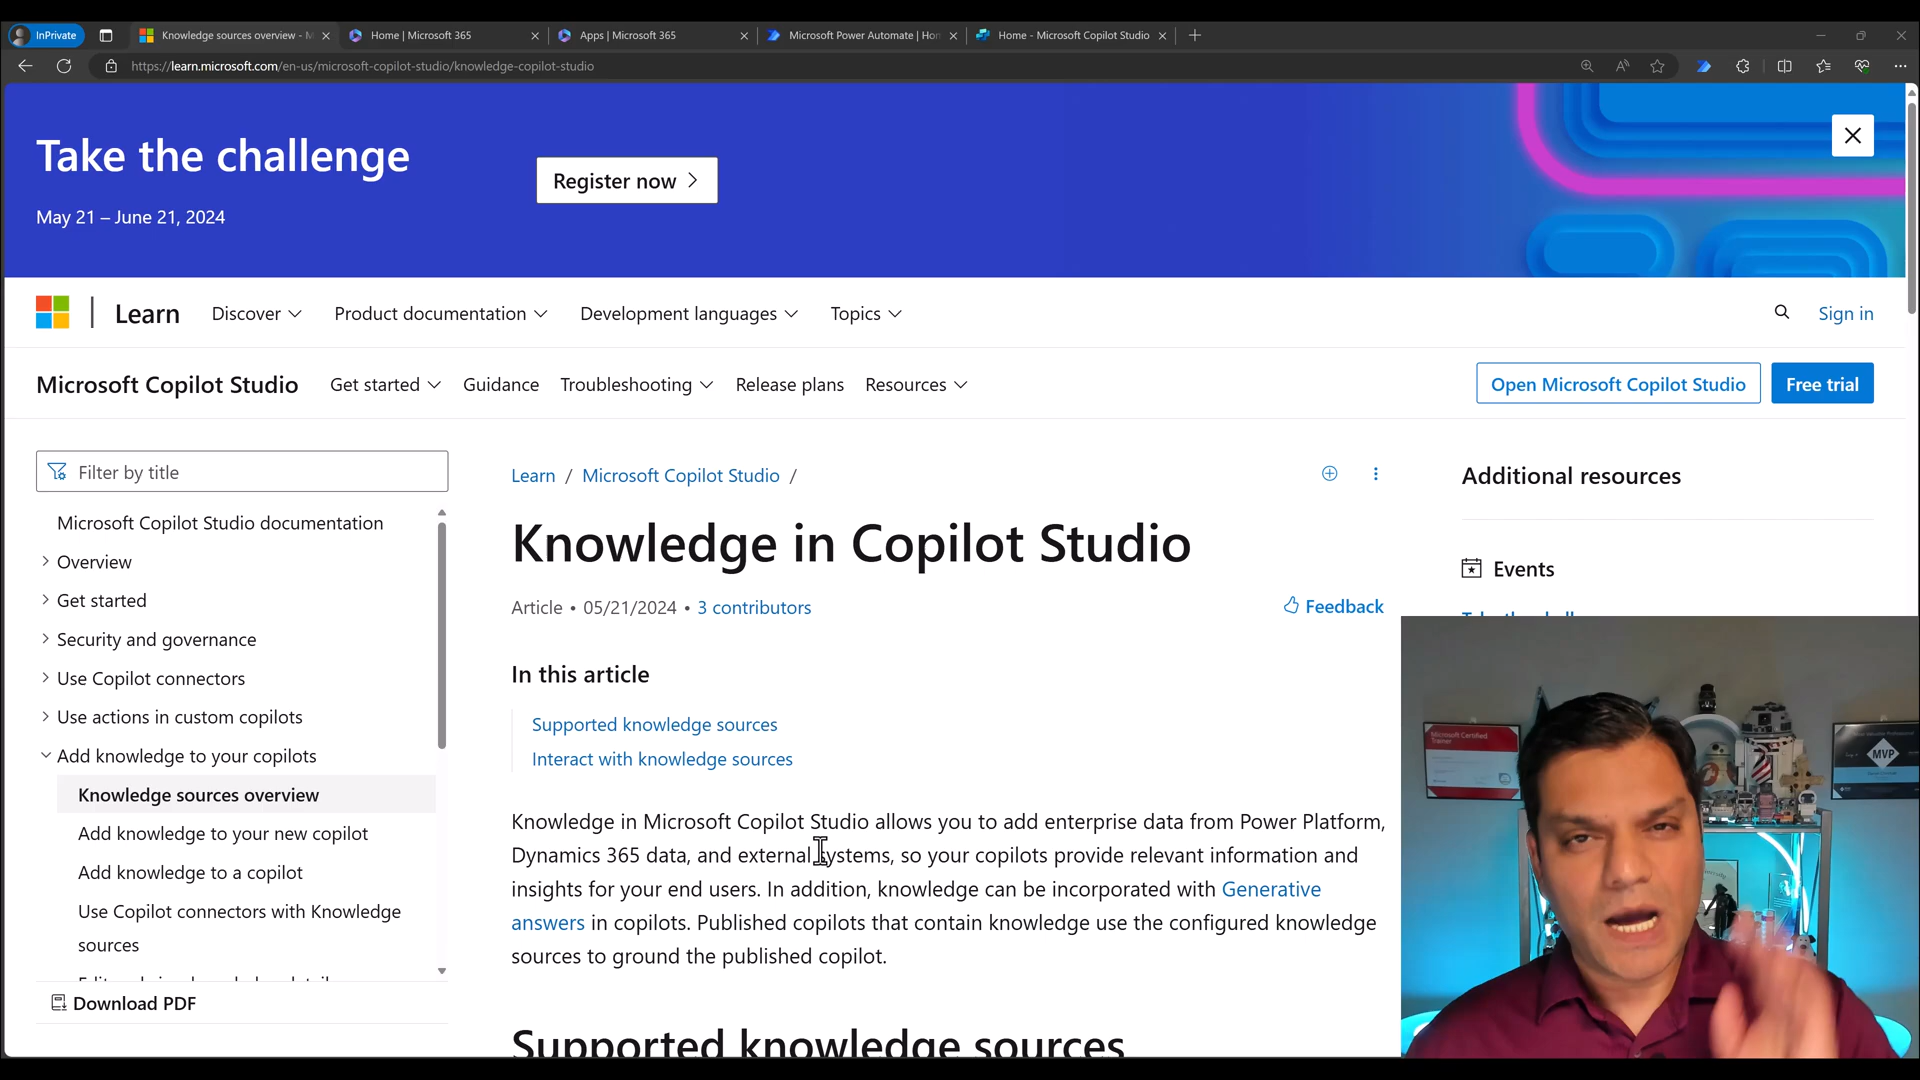 InPrivate
Knowledge sources overview - M
Home | Microsoft 365
Apps | Microsoft 365
Microsoft Power Automate | Hon
Home - Microsoft Copilot Studio
https://learn.microsoft.com/en-us/microsoft-copilot-studio/knowledge-copilot-studio
Take the challenge
May 21 – June 21, 2024
Register now
Learn
Discover
Product documentation
Development languages
Topics
Sign in
Microsoft Copilot Studio
Get started
Guidance
Troubleshooting
Release plans
Resources
Open Microsoft Copilot Studio
Free trial
Filter by title
Microsoft Copilot Studio documentation
Overview
Get started
Security and governance
Use Copilot connectors
Use actions in custom copilots
Add knowledge to your copilots
Knowledge sources overview
Add knowledge to your new copilot
Add knowledge to a copilot
Use Copilot connectors with Knowledge
sources
Download PDF
Learn / Microsoft Copilot Studio /
Knowledge in Copilot Studio
Article • 05/21/2024 • 3 contributors
Feedback
In this article
Supported knowledge sources
Interact with knowledge sources
Knowledge in Microsoft Copilot Studio allows you to add enterprise data from Power Platform,
Dynamics 365 data, and external systems, so your copilots provide relevant information and
insights for your end users. In addition, knowledge can be incorporated with Generative
answers in copilots. Published copilots that contain knowledge use the configured knowledge
sources to ground the published copilot.
Supported knowledge sources
Additional resources
Events
Microsoft Certified
Trainer
MVP